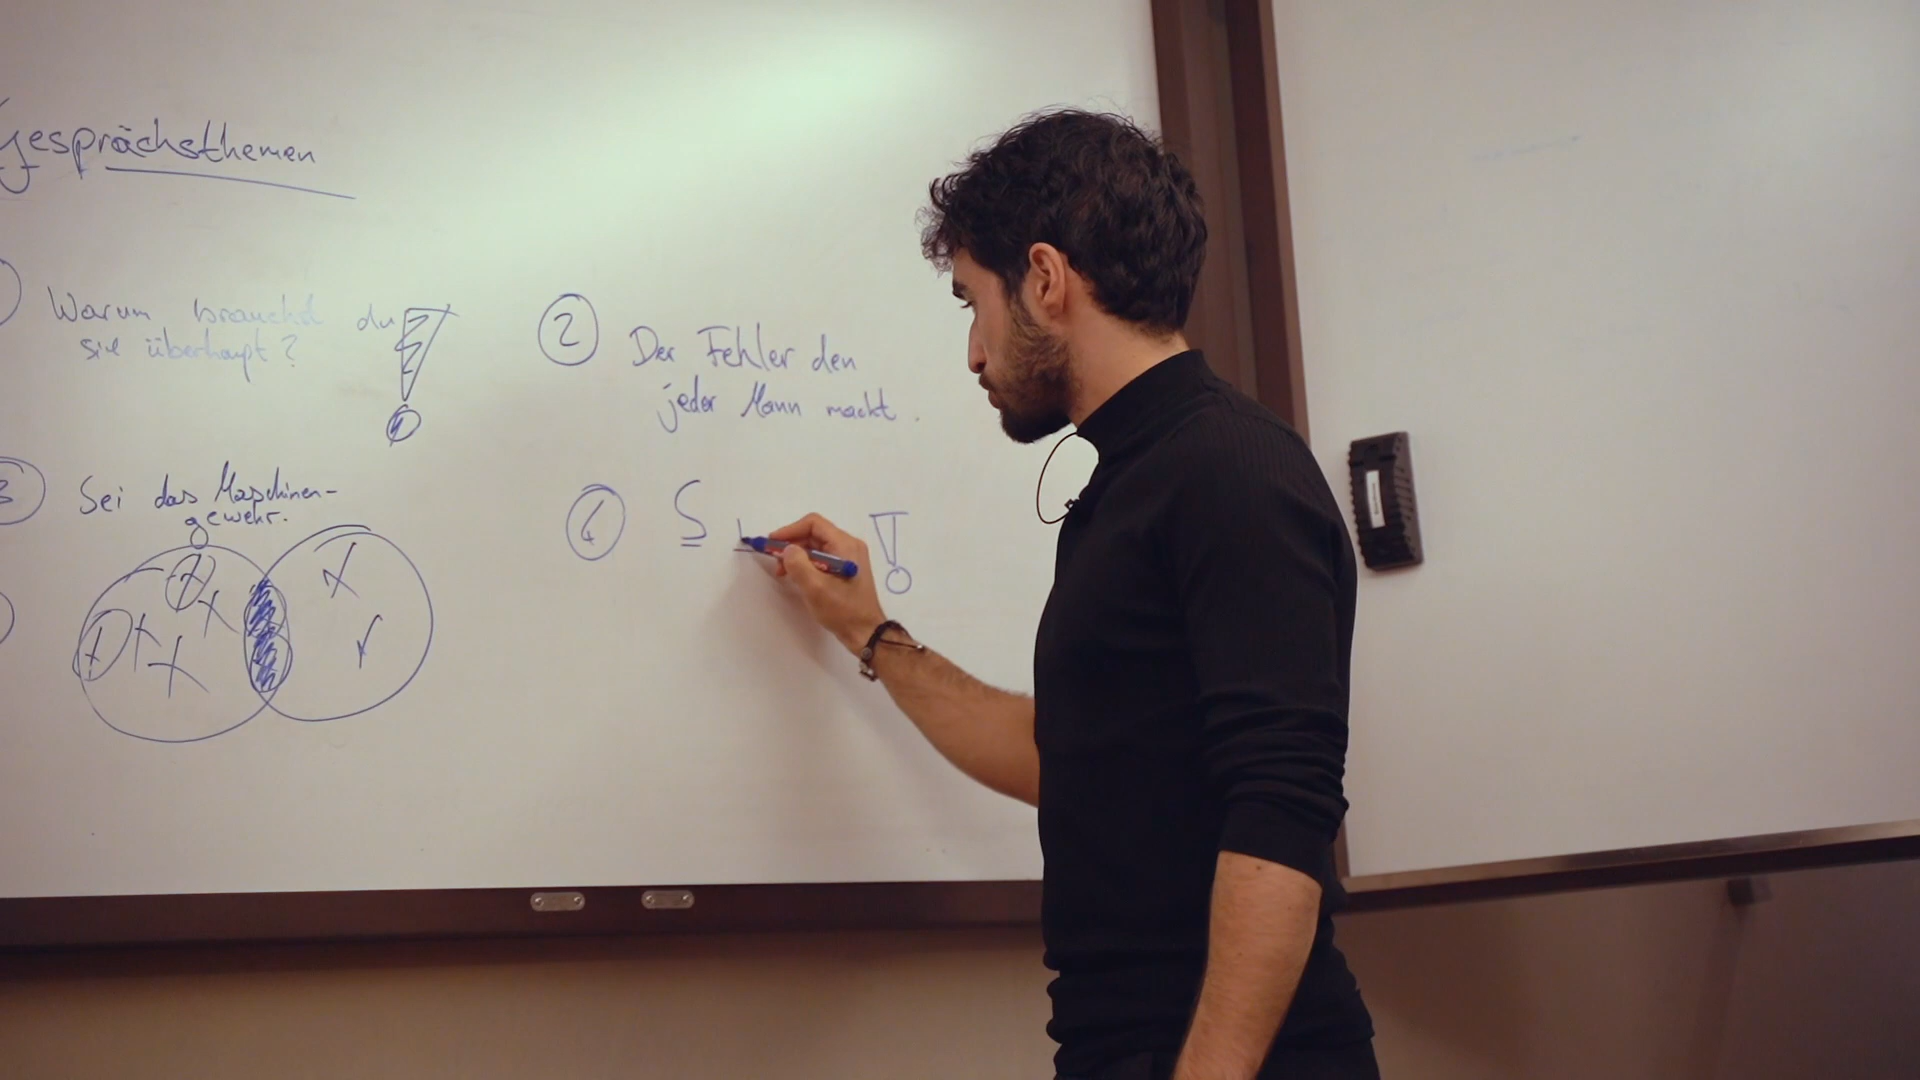 Gesprächsthemen
Warum brauchst du
sie überhaupt?
2
Der Fehler den
jeder Mann macht.
3
Sei das Maschinen-
gewehr.
4
S